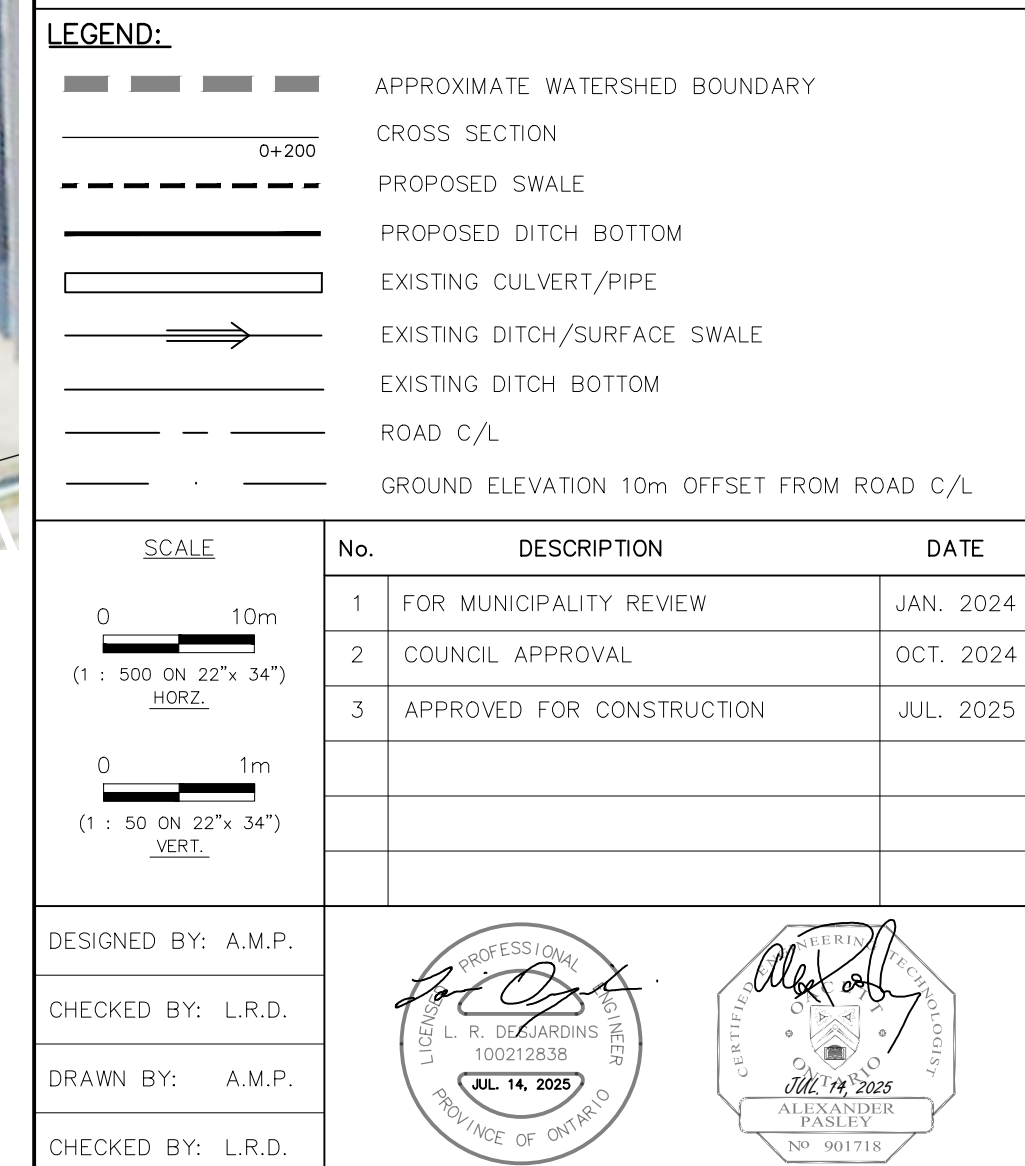 LEGEND:
APPROXIMATE WATERSHED BOUNDARY
CROSS SECTION
0+200
PROPOSED SWALE
PROPOSED DITCH BOTTOM
EXISTING CULVERT/PIPE
EXISTING DITCH/SURFACE SWALE
EXISTING DITCH BOTTOM
ROAD C/L
GROUND ELEVATION 10m OFFSET FROM ROAD C/L
SCALE
0 10m
(1 : 500 ON 22"x 34")
HORZ.
0 1m
(1 : 50 ON 22"x 34")
VERT.
No. DESCRIPTION DATE
1 FOR MUNICIPALITY REVIEW JAN. 2024
2 COUNCIL APPROVAL OCT. 2024
3 APPROVED FOR CONSTRUCTION JUL. 2025
DESIGNED BY: A.M.P.
CHECKED BY: L.R.D.
DRAWN BY: A.M.P.
CHECKED BY: L.R.D.
LICENSED PROFESSIONAL ENGINEER
L. R. DESJARDINS
100212838
JUL. 14, 2025
PROVINCE OF ONTARIO
CERTIFIED ENGINEERING TECHNOLOGIST
ONTARIO
JUL. 14, 2025
ALEXANDER
PASLEY
Nº 901718